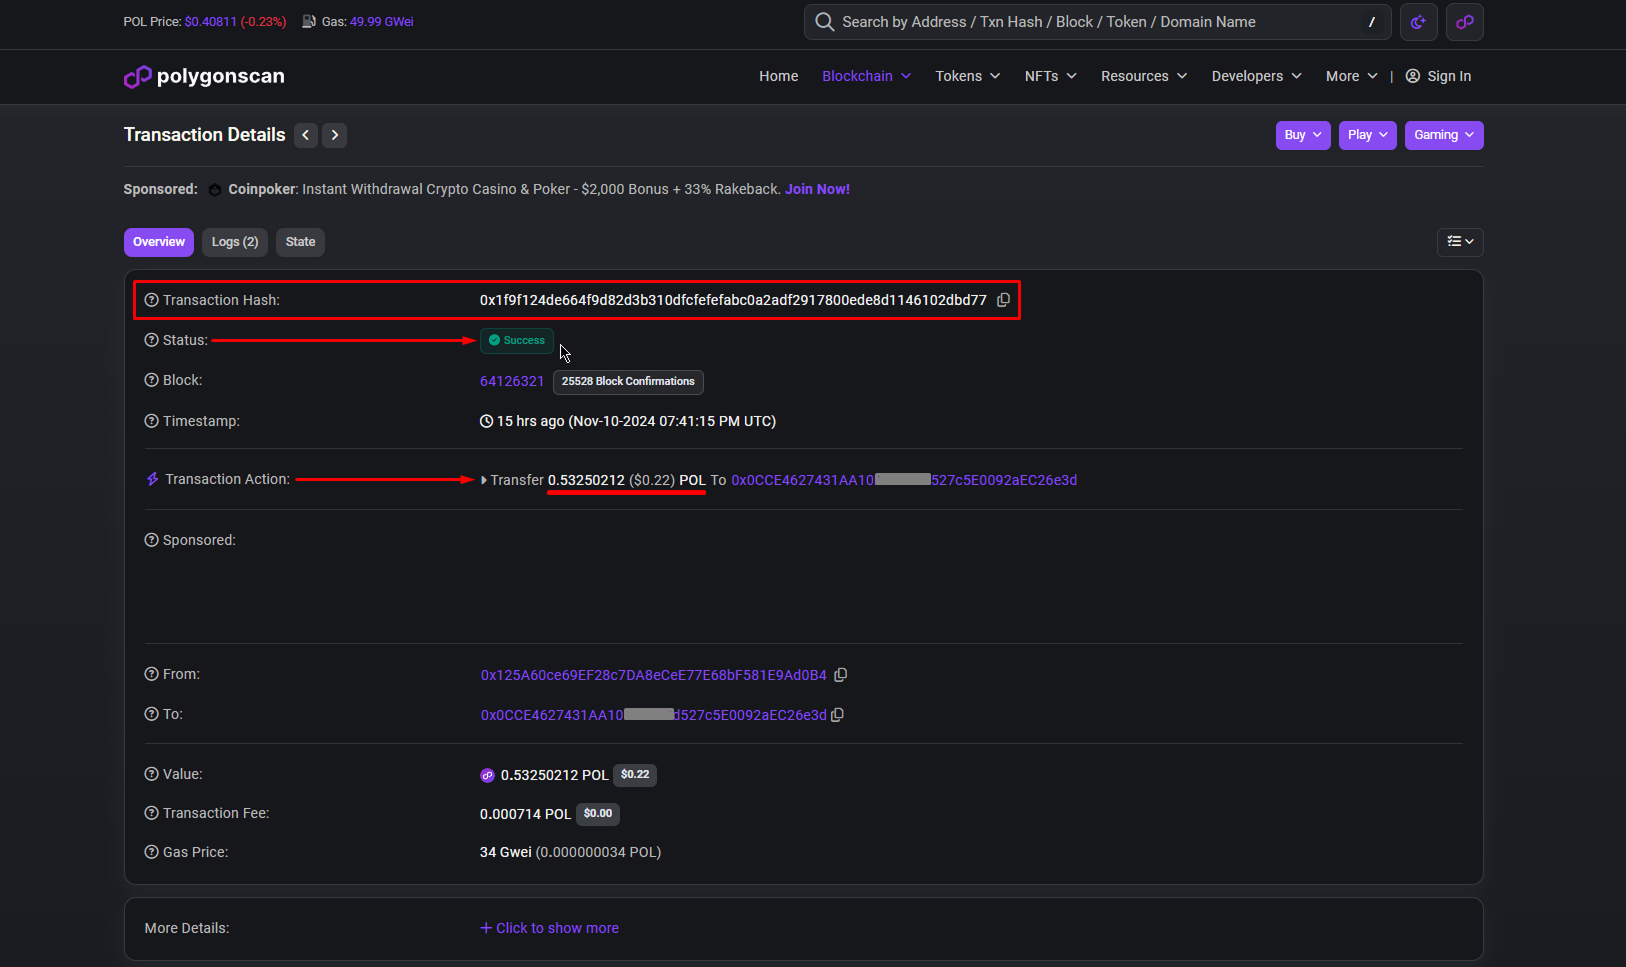 POL Price: $0.40811 (-0.23%) Gas: 49.99 GWei
Search by Address / Txn Hash / Block / Token / Domain Name /
polygonscan
Home Blockchain Tokens NFTs Resources Developers More | Sign In
Transaction Details
Buy Play Gaming
Sponsored: Coinpoker: Instant Withdrawal Crypto Casino & Poker - $2,000 Bonus + 33% Rakeback. Join Now!
Overview Logs (2) State
Transaction Hash: 0x1f9f124de664f9d82d3b310dfcfefefabc0a2adf2917800ede8d1146102dbd77
Status: Success
Block: 64126321 25528 Block Confirmations
Timestamp: 15 hrs ago (Nov-10-2024 07:41:15 PM UTC)
Transaction Action: Transfer 0.53250212 ($0.22) POL To 0x0CCE4627431AA10 527c5E0092aEC26e3d
Sponsored:
From: 0x125A60ce69EF28c7DA8eCeE77E68bF581E9Ad0B4
To: 0x0CCE4627431AA10 d527c5E0092aEC26e3d
Value: 0.53250212 POL $0.22
Transaction Fee: 0.000714 POL $0.00
Gas Price: 34 Gwei (0.000000034 POL)
More Details: + Click to show more